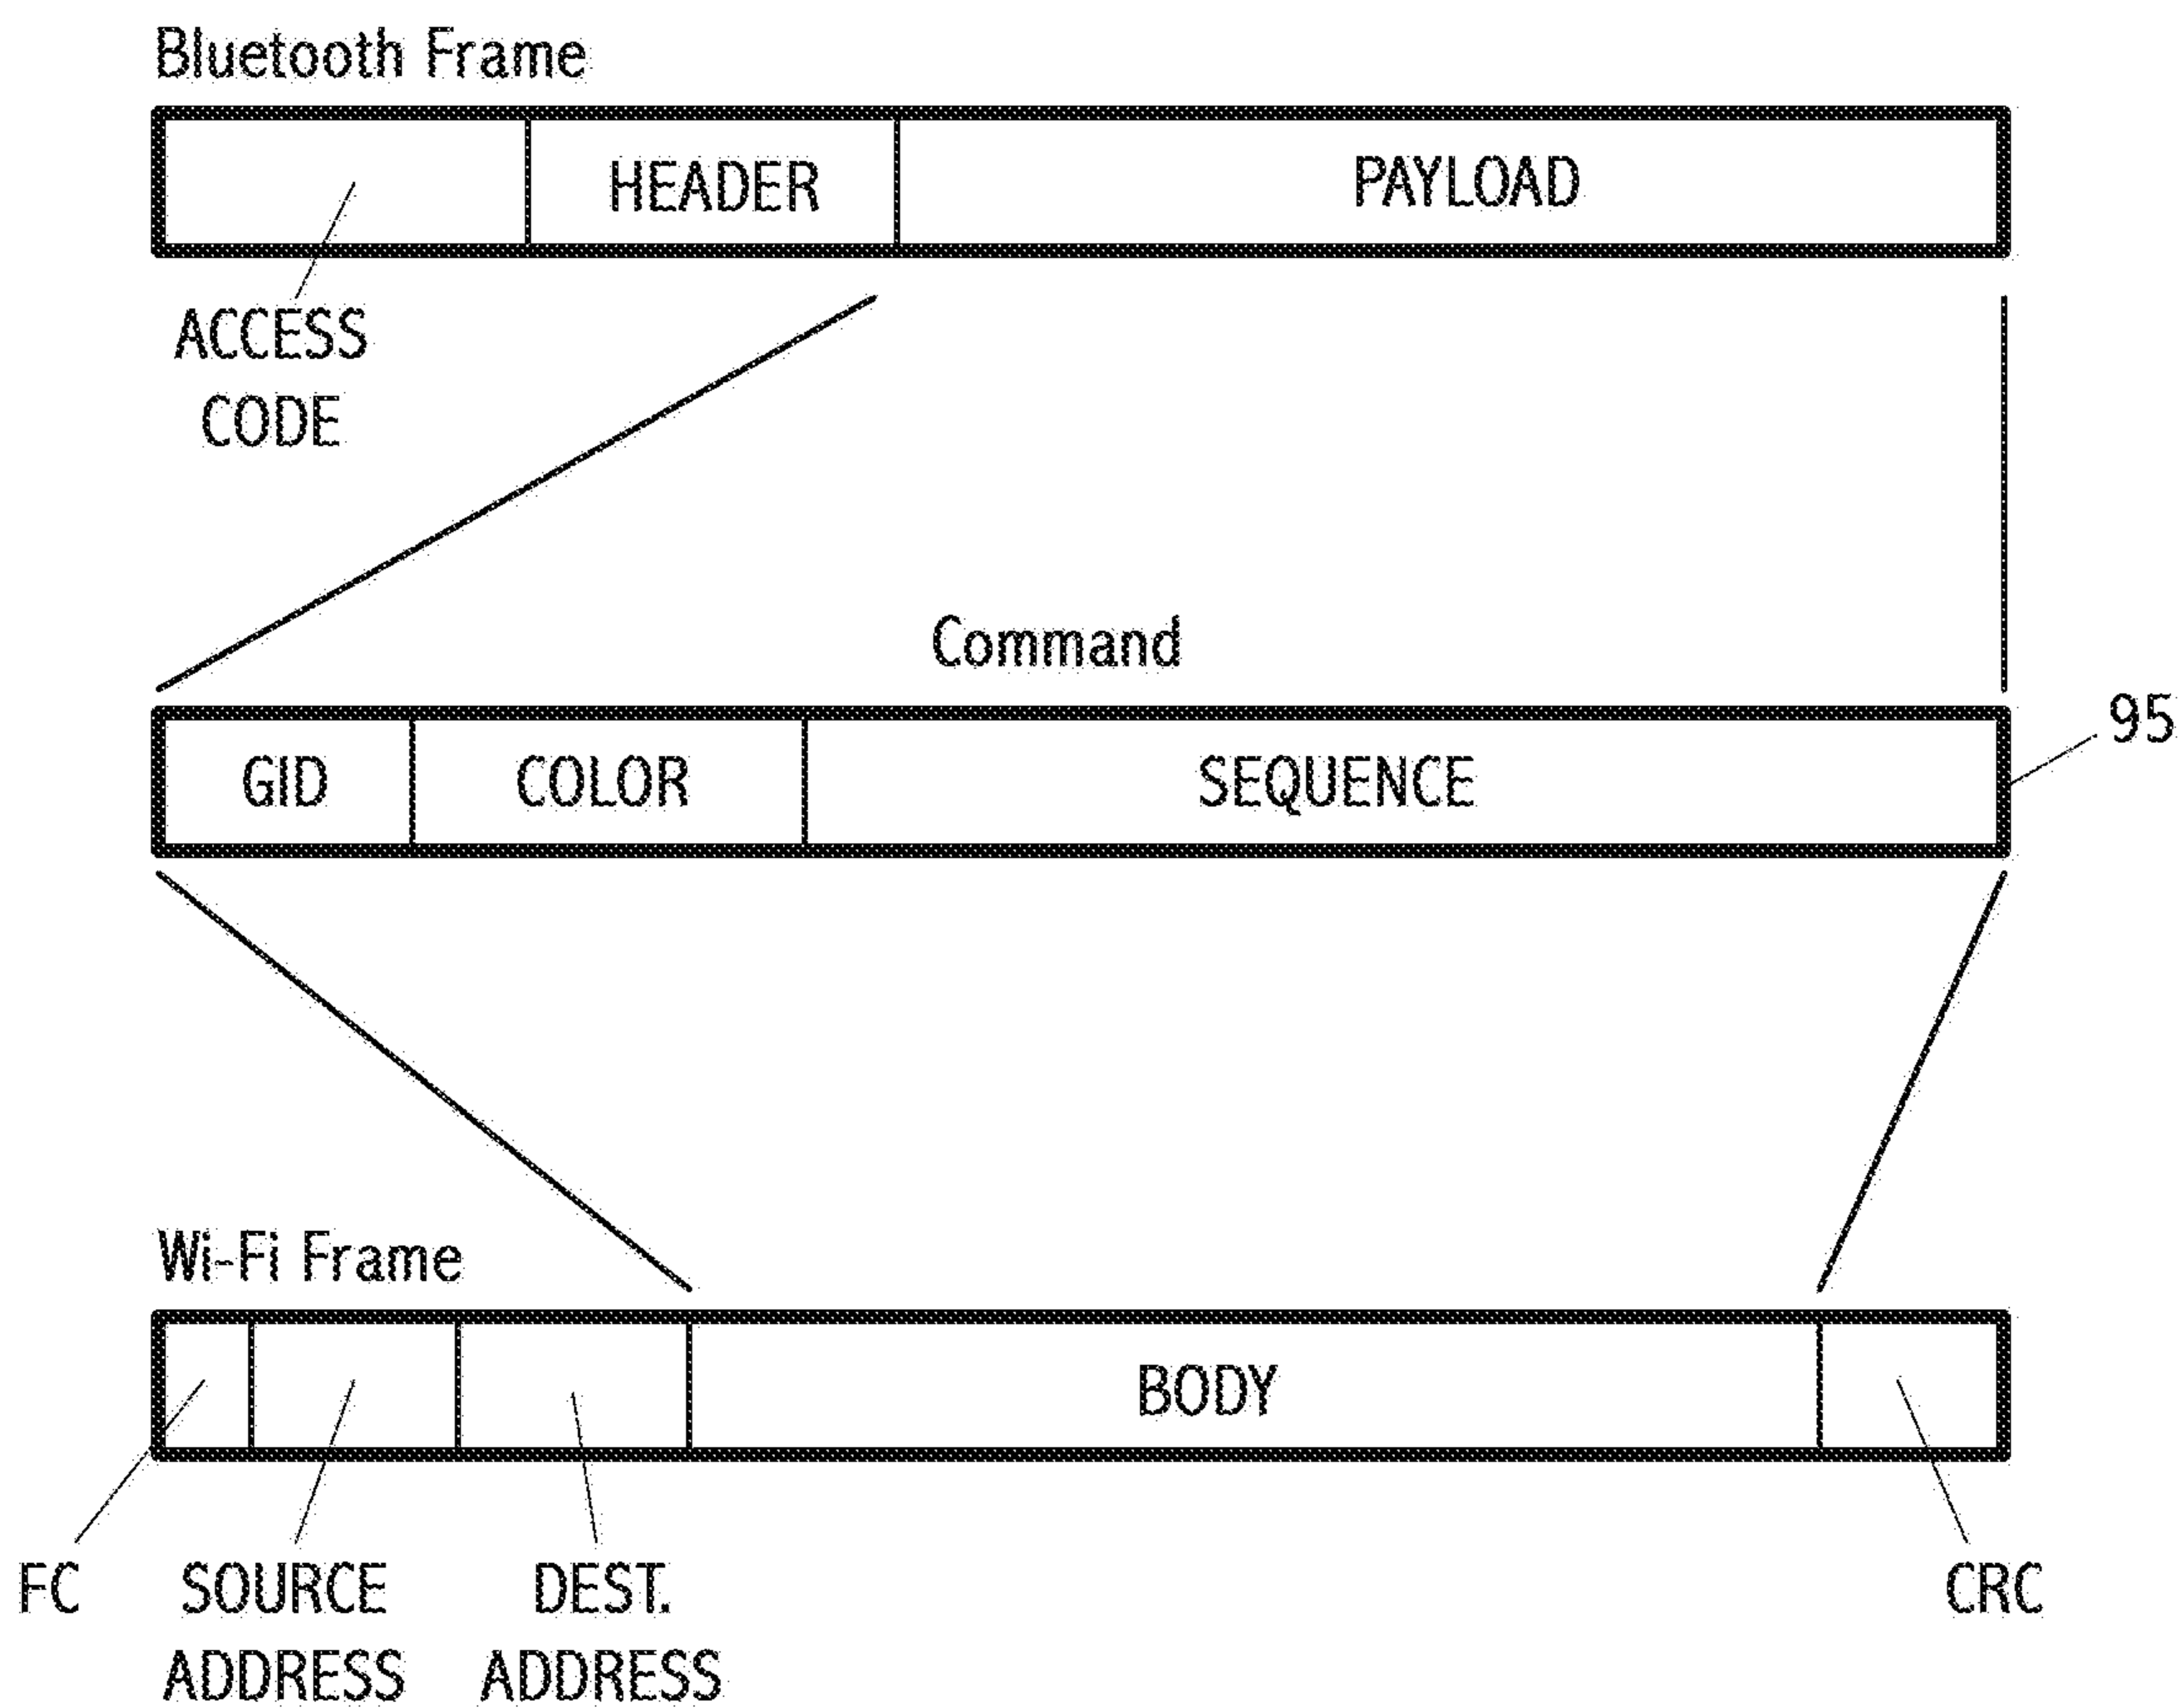 Bluetooth Frame
HEADER PAYLOAD
ACCESS
CODE
Command
95
GID COLOR SEQUENCE
Wi-Fi Frame
BODY
FC SOURCE DEST. CRC
ADDRESS ADDRESS